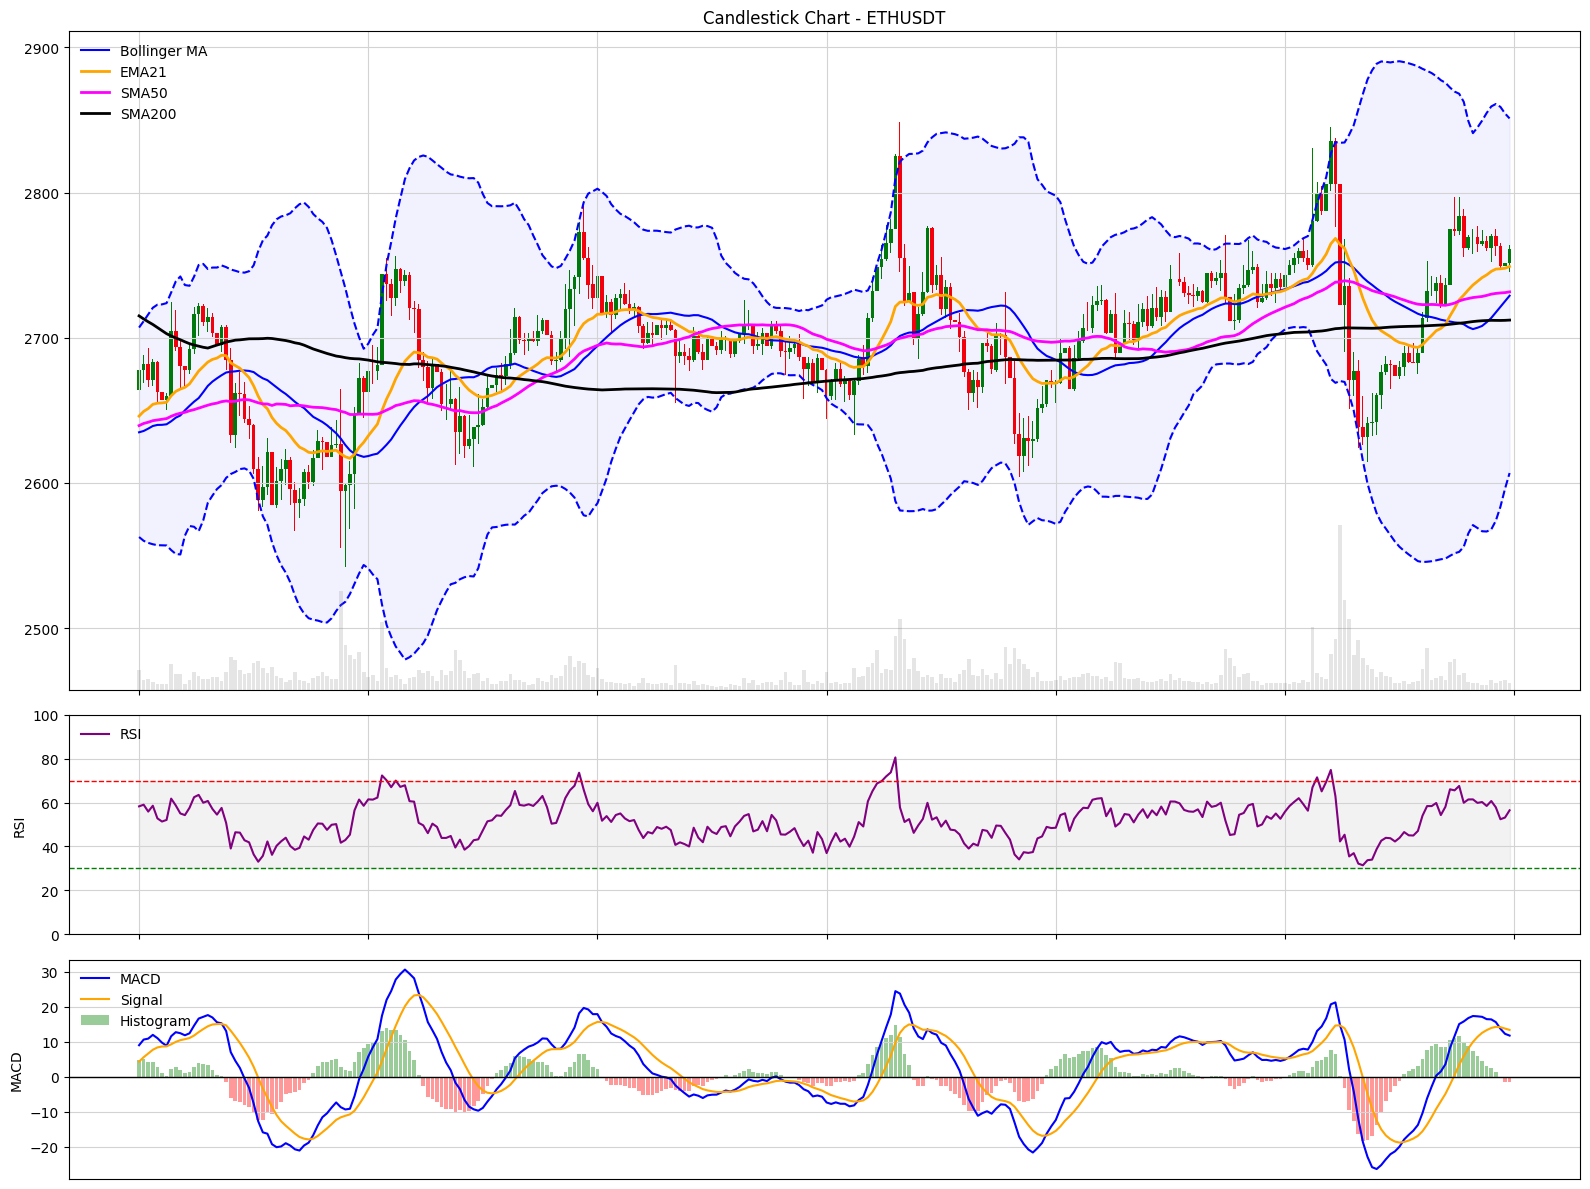 Candlestick Chart - ETHUSDT
Bollinger MA
EMA21
SMA50
SMA200
2900
2800
2700
2600
2500
RSI
RSI
100
80
60
40
20
0
MACD
Signal
Histogram
MACD
30
20
10
0
−10
−20